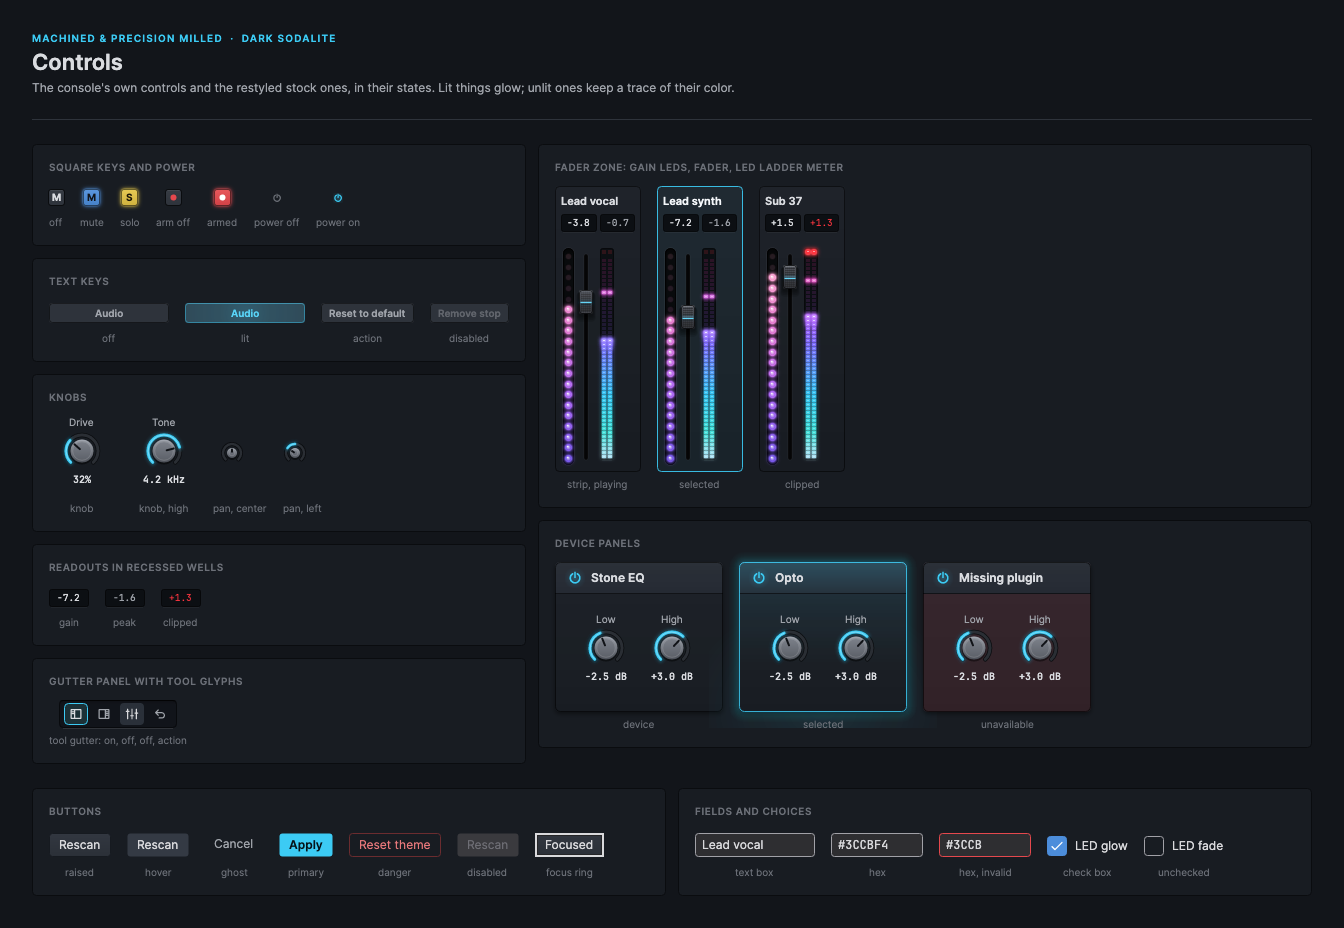 MACHINED & PRECISION MILLED · DARK SODALITE
Controls
The console's own controls and the restyled stock ones, in their states. Lit things glow; unlit ones keep a trace of their color.
SQUARE KEYS AND POWER
M M S
off mute solo arm off armed power off power on
TEXT KEYS
Audio Audio Reset to default Remove stop
off lit action disabled
KNOBS
Drive Tone
32% 4.2 kHz
knob knob, high pan, center pan, left
READOUTS IN RECESSED WELLS
-7.2 -1.6 +1.3
gain peak clipped
GUTTER PANEL WITH TOOL GLYPHS
tool gutter: on, off, off, action
FADER ZONE: GAIN LEDS, FADER, LED LADDER METER
Lead vocal Lead synth Sub 37
-3.8 -0.7 -7.2 -1.6 +1.5 +1.3
strip, playing selected clipped
DEVICE PANELS
Stone EQ Opto Missing plugin
Low High Low High Low High
-2.5 dB +3.0 dB -2.5 dB +3.0 dB -2.5 dB +3.0 dB
device selected unavailable
BUTTONS
Rescan Rescan Cancel Apply Reset theme Rescan Focused
raised hover ghost primary danger disabled focus ring
FIELDS AND CHOICES
Lead vocal #3CCBF4 #3CCB LED glow LED fade
text box hex hex, invalid check box unchecked